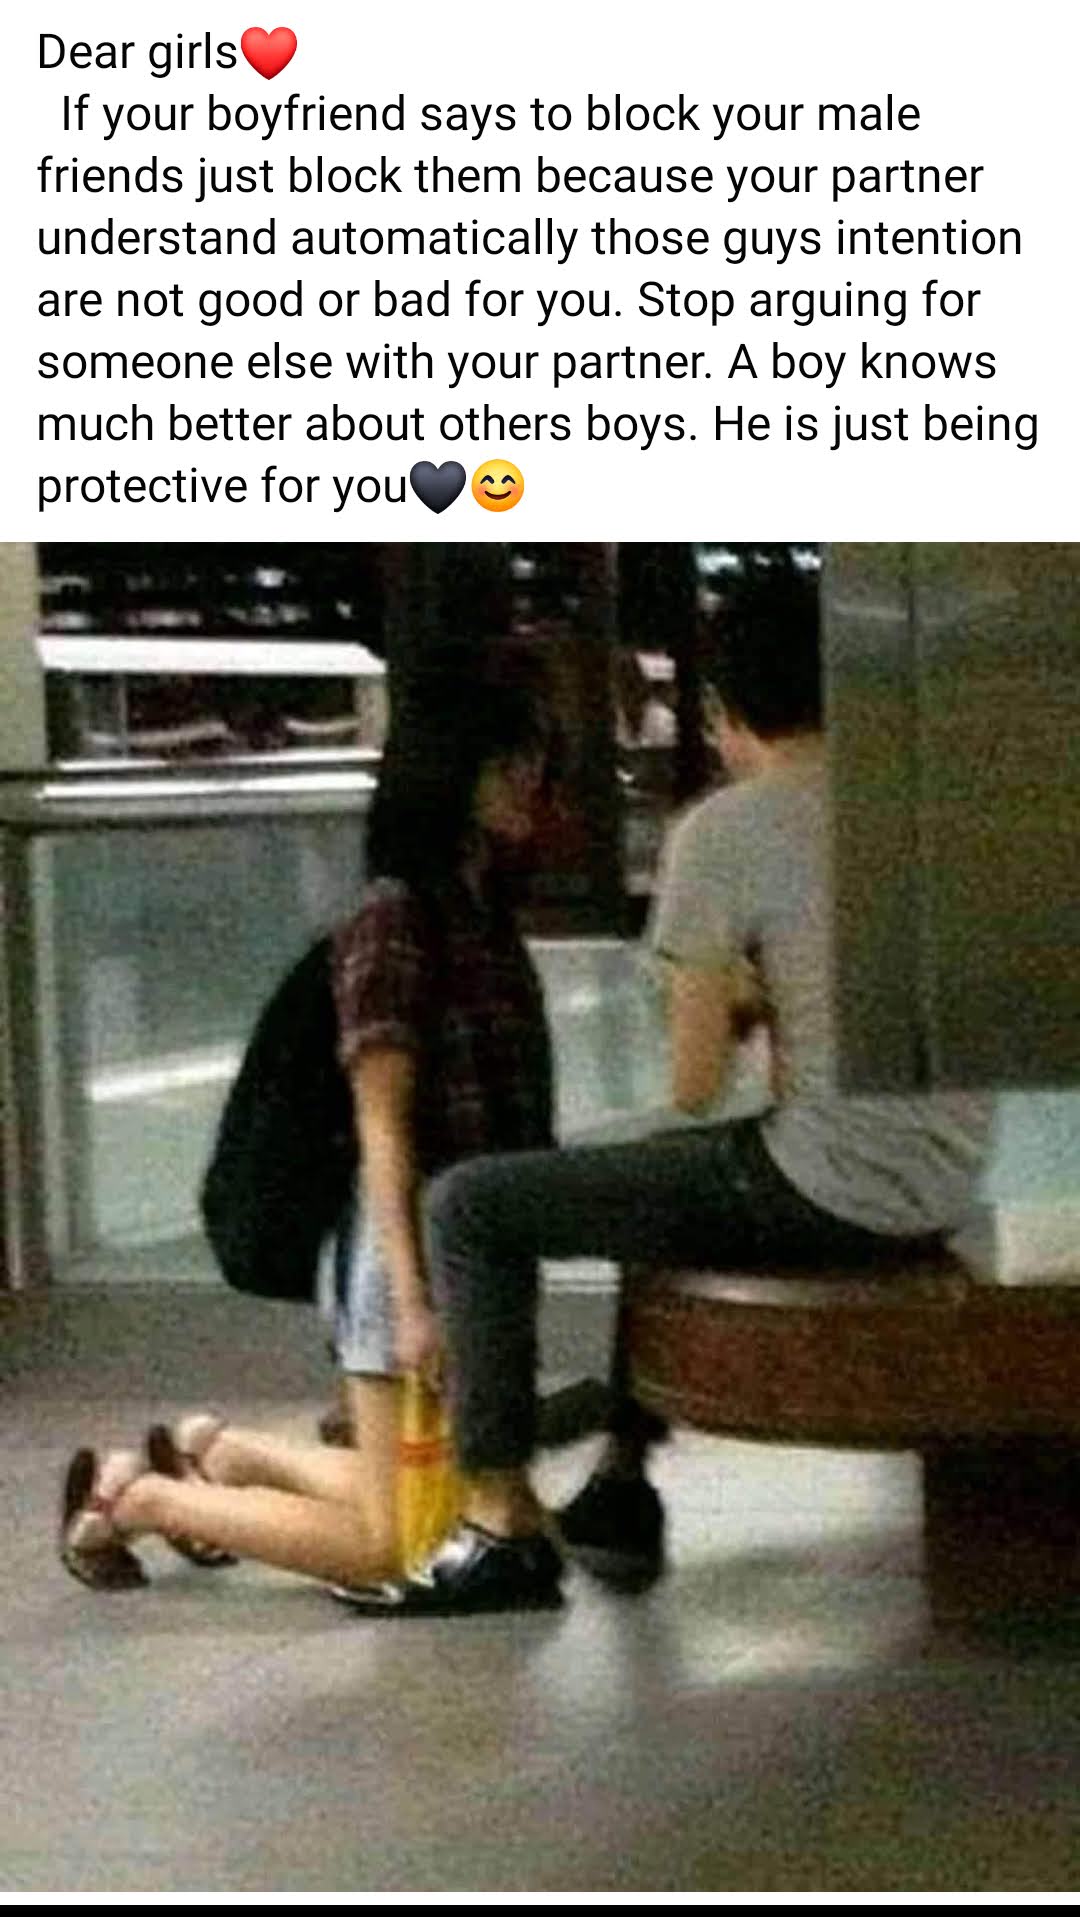 Dear girls❤️
If your boyfriend says to block your male
friends just block them because your partner
understand automatically those guys intention
are not good or bad for you. Stop arguing for
someone else with your partner. A boy knows
much better about others boys. He is just being
protective for you🖤😊